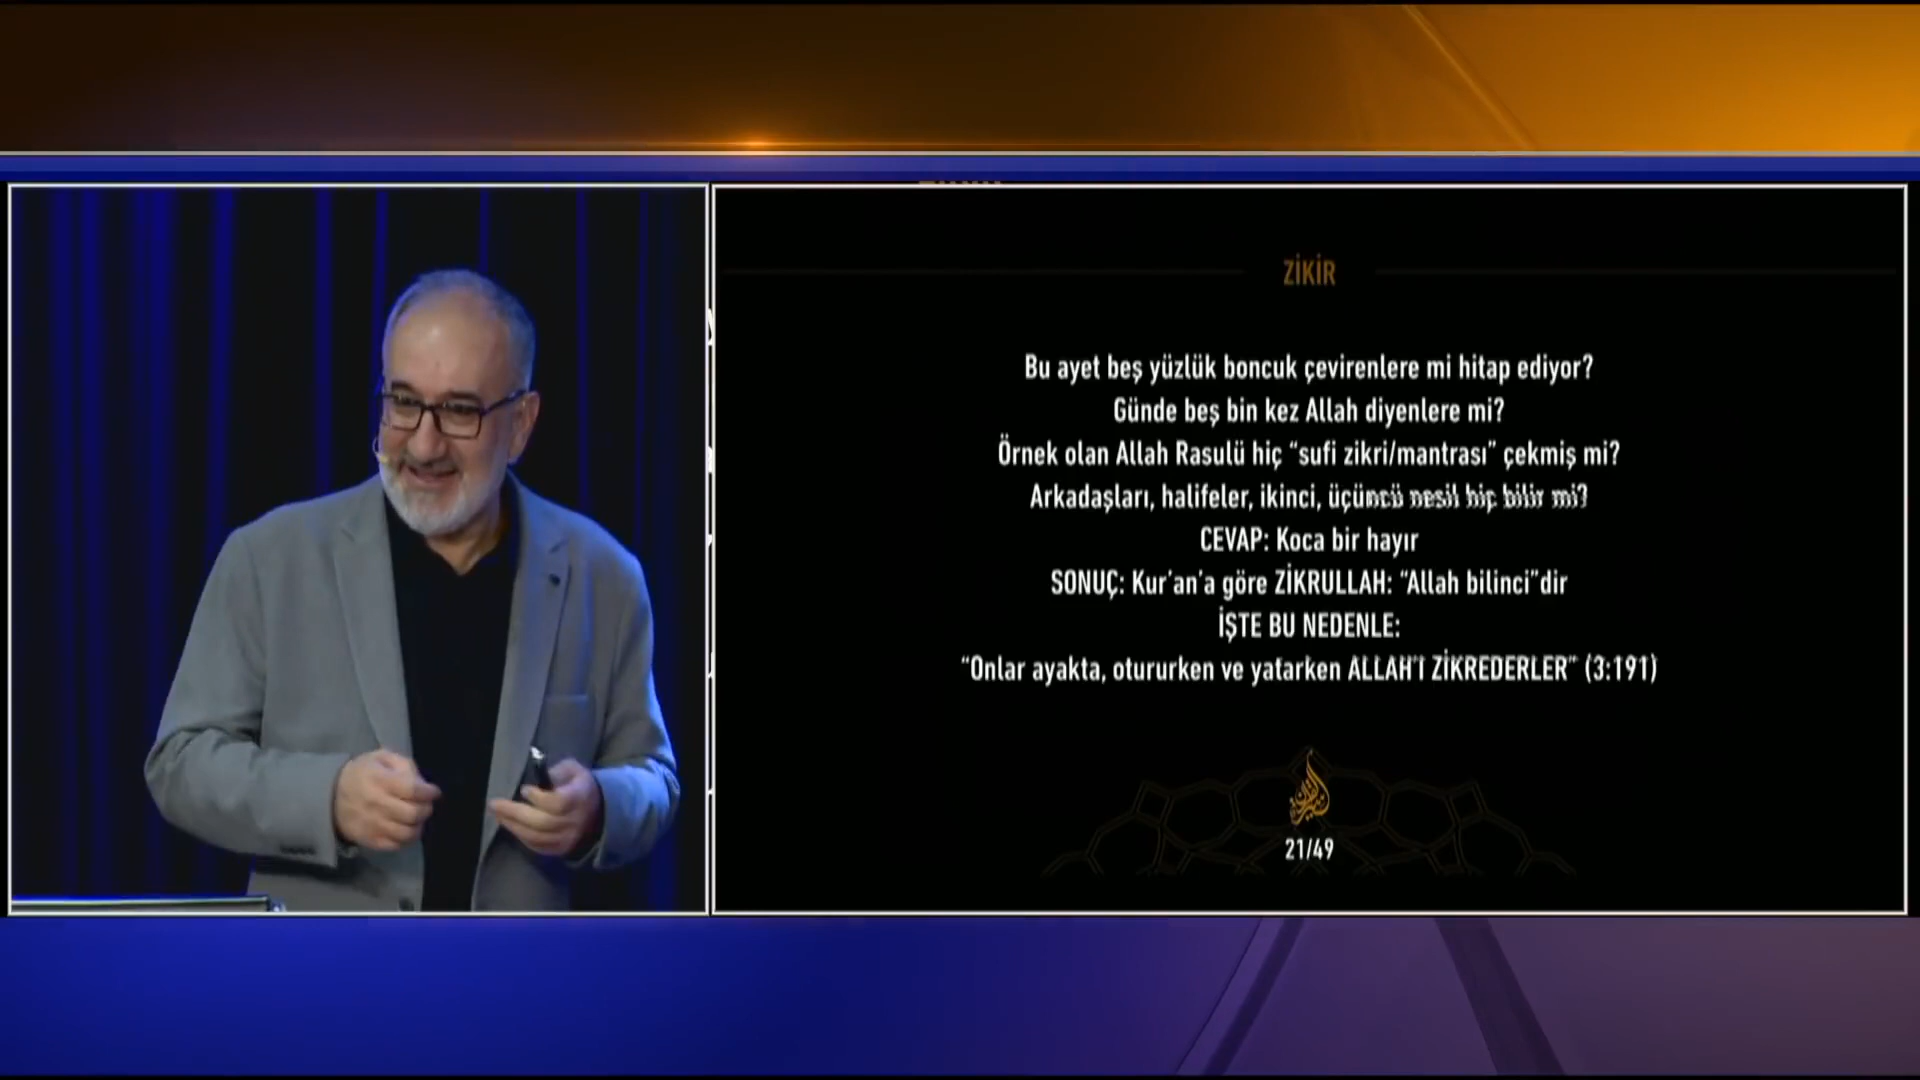 ZİKİR
Bu ayet beş yüzlük boncuk çevirenlere mi hitap ediyor?
Günde beş bin kez Allah diyenlere mi?
Örnek olan Allah Rasulü hiç “sufi zikri/mantrası” çekmiş mi?
Arkadaşları, halifeler, ikinci, üçüncü nesil hiç bilir mi?
CEVAP: Koca bir hayır
SONUÇ: Kur’an’a göre ZİKRULLAH: “Allah bilinci”dir
İŞTE BU NEDENLE:
“Onlar ayakta, otururken ve yatarken ALLAH’I ZİKREDERLER” (3:191)
21/49